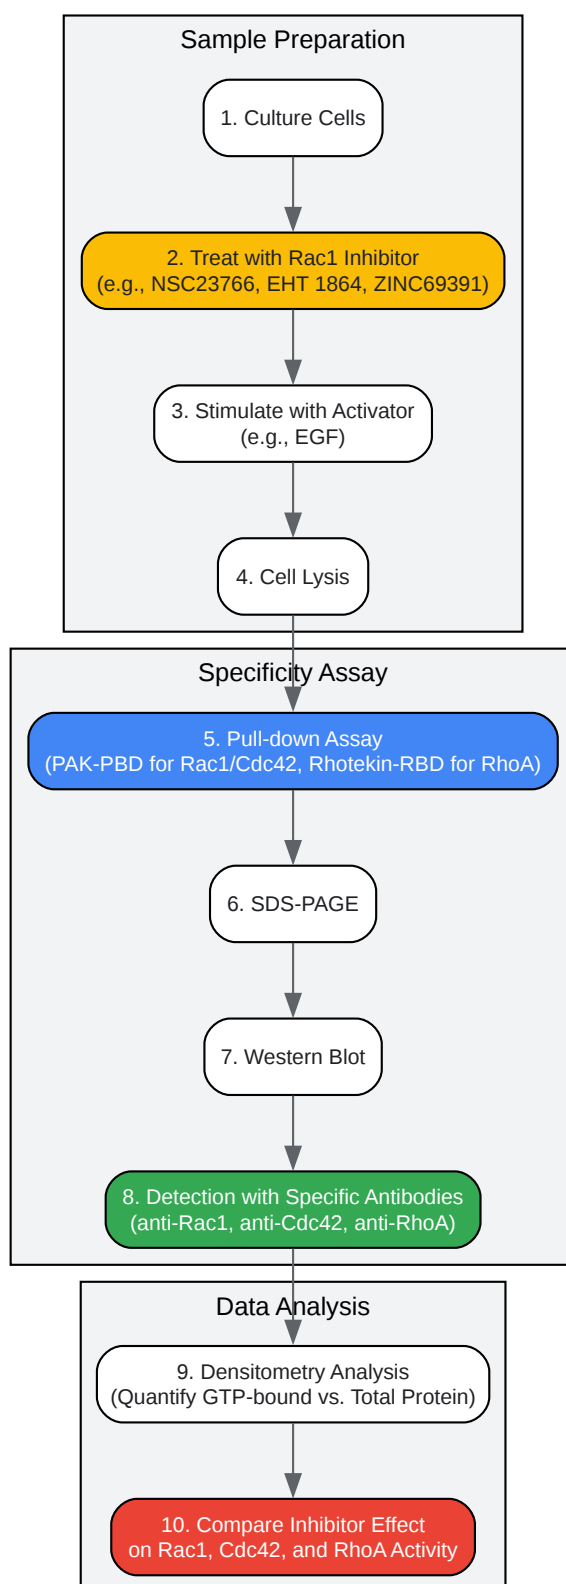 Sample Preparation
1. Culture Cells
2. Treat with Rac1 Inhibitor
(e.g., NSC23766, EHT 1864, ZINC69391)
3. Stimulate with Activator
(e.g., EGF)
4. Cell Lysis
Specificity Assay
5. Pull-down Assay
(PAK-PBD for Rac1/Cdc42, Rhotekin-RBD for RhoA)
6. SDS-PAGE
7. Western Blot
8. Detection with Specific Antibodies
(anti-Rac1, anti-Cdc42, anti-RhoA)
Data Analysis
9. Densitometry Analysis
(Quantify GTP-bound vs. Total Protein)
10. Compare Inhibitor Effect
on Rac1, Cdc42, and RhoA Activity